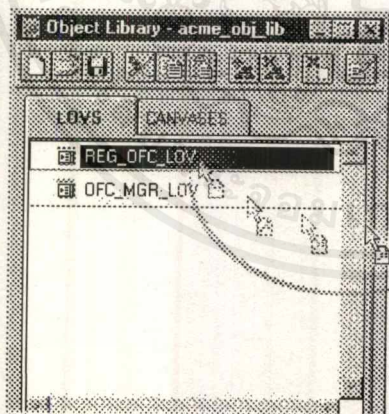 Object Library - acme_obj_lib
LOVS CANVASES
REG_OFC_LOV
OFC_MGR_LOV